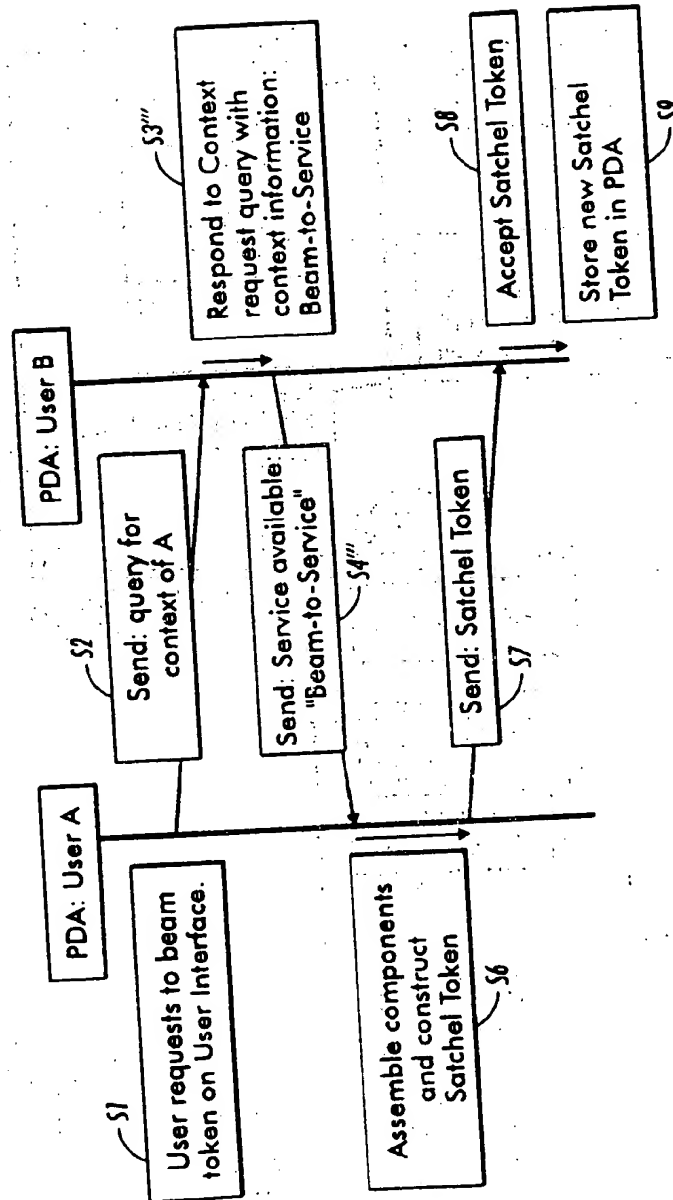 PDA: User A
PDA: User B
S1
User requests to beam
token on User Interface.
S2
Send: query for
context of A
S3'''
Respond to Context
request query with
context information:
Beam-to-Service
Send: Service available:
"Beam-to-Service"
S4'''
Assemble components
and construct
Satchel Token
S6
Send: Satchel Token
S7
S8
Accept Satchel Token
Store new Satchel
Token in PDA
S9